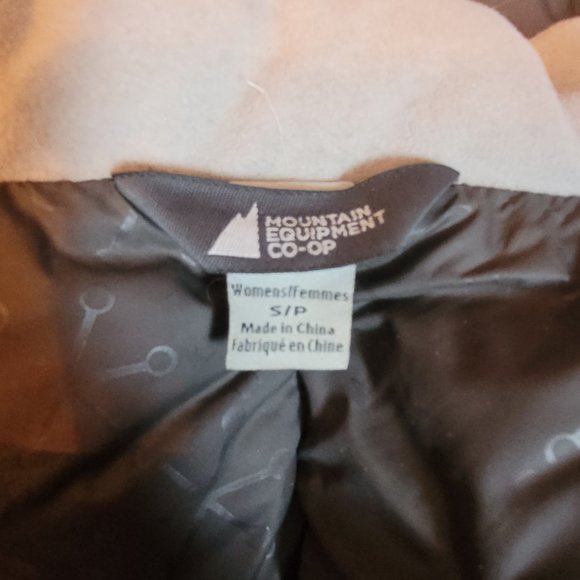 MOUNTAIN
EQUIPMENT
CO-OP
Womens/Femmes
S/P
Made in China
Fabriqué en Chine